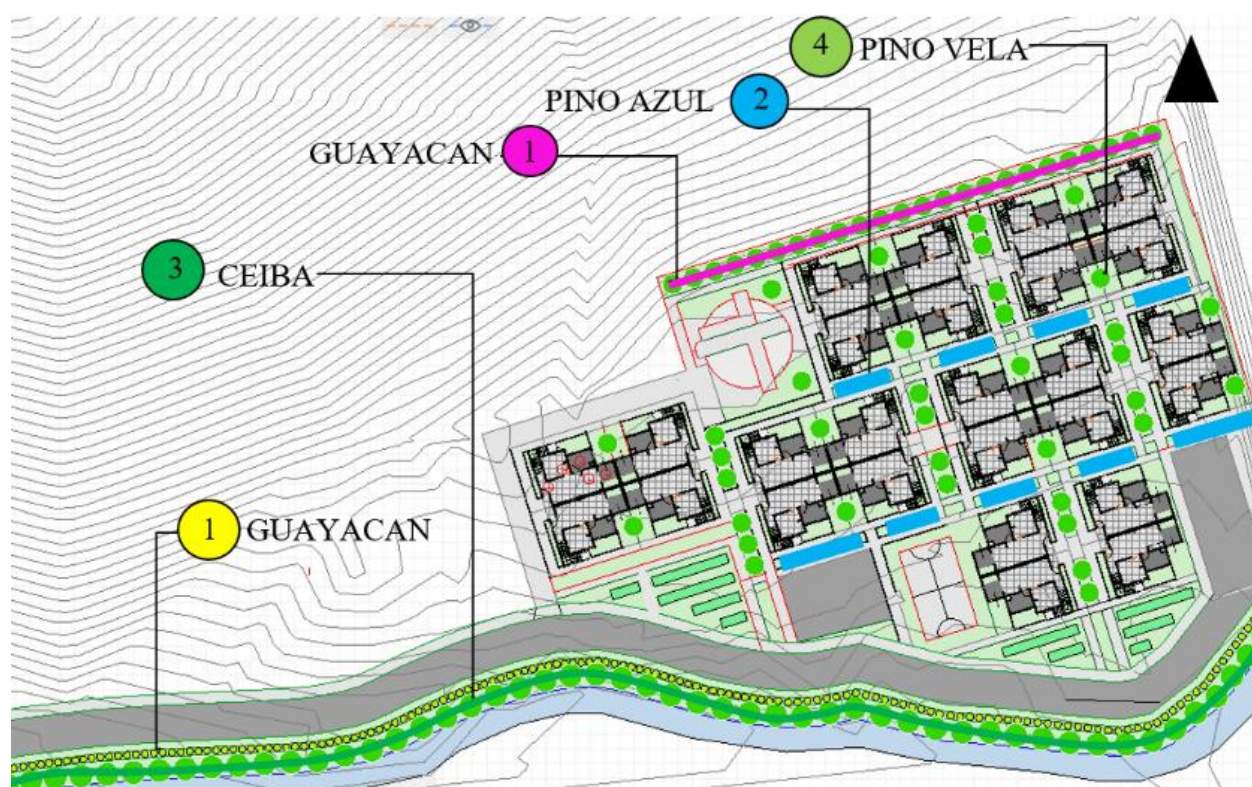 4 PINO VELA
PINO AZUL 2
GUAYACAN 1
3 CEIBA
1 GUAYACAN